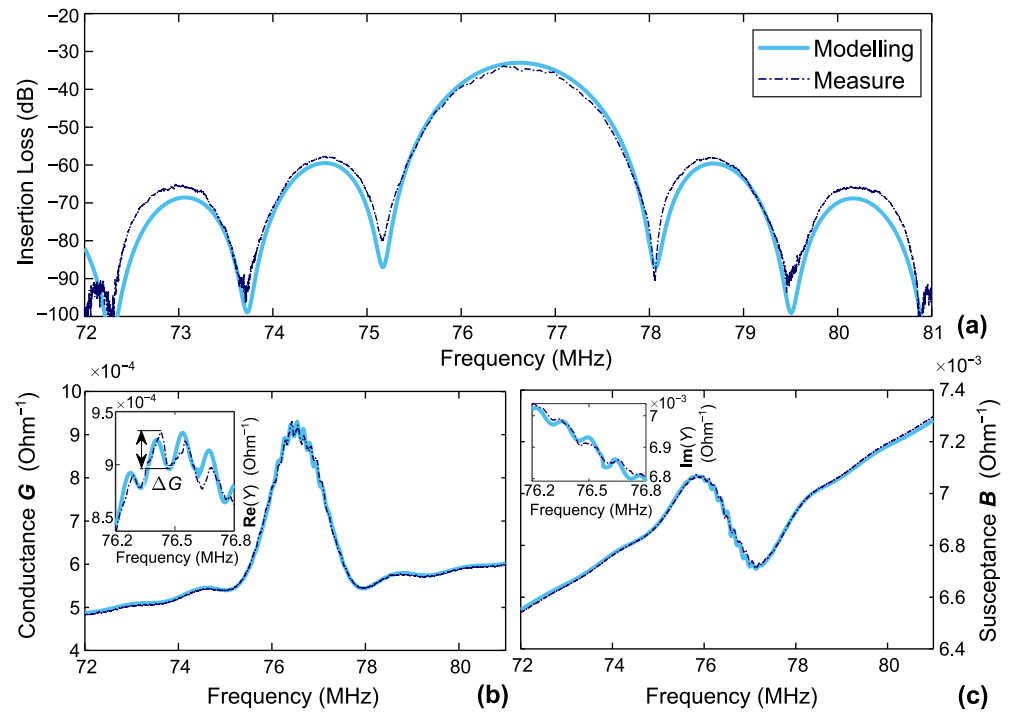 −20
−30
−40
−50
−60
−70
−80
−90
−100
Insertion Loss (dB)
Modelling
Measure
72 73 74 75 76 77 78 79 80 81
Frequency (MHz)
(a)
×10⁻⁴
10
9
8
7
6
5
4
Conductance G (Ohm⁻¹)
×10⁻⁴
9.5
9
8.5
ΔG
76.2 76.5 76.8
Frequency (MHz)
Re(Y) (Ohm⁻¹)
72 74 76 78 80
Frequency (MHz)
(b)
×10⁻³
7.4
7.2
7
6.8
6.6
6.4
Susceptance B (Ohm⁻¹)
×10⁻³
7
6.9
6.8
76.2 76.5 76.8
Frequency (MHz)
Im(Y)
(Ohm⁻¹)
72 74 76 78 80
Frequency (MHz)
(c)